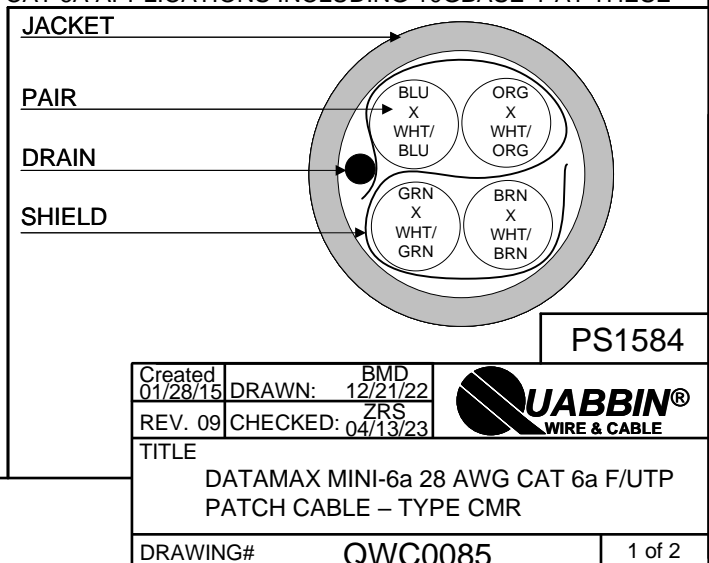 JACKET
PAIR
DRAIN
SHIELD
BLU
X
WHT/
BLU
ORG
X
WHT/
ORG
GRN
X
WHT/
GRN
BRN
X
WHT/
BRN
PS1584
Created
01/28/15
DRAWN: BMD
12/21/22
REV. 09
CHECKED: ZRS
04/13/23
QUABBIN®
WIRE & CABLE
TITLE
DATAMAX MINI-6a 28 AWG CAT 6a F/UTP
PATCH CABLE – TYPE CMR
DRAWING# QWC0085
1 of 2